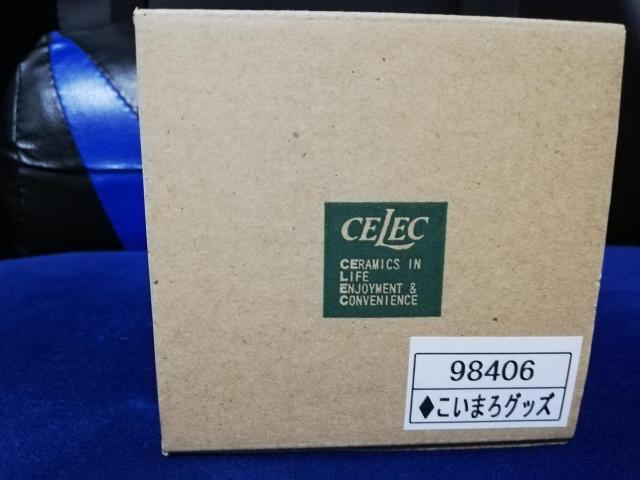 CELEC
CERAMICS IN
LIFE
ENJOYMENT &
CONVENIENCE
98406
♦こいまろグッズ